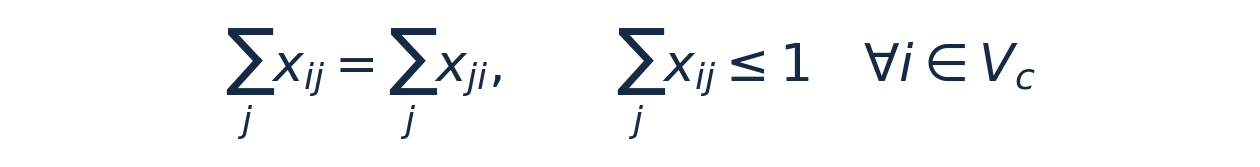 ∑_j x_{ij} = ∑_j x_{ji},   ∑_j x_{ij} ≤ 1   ∀i ∈ V_c